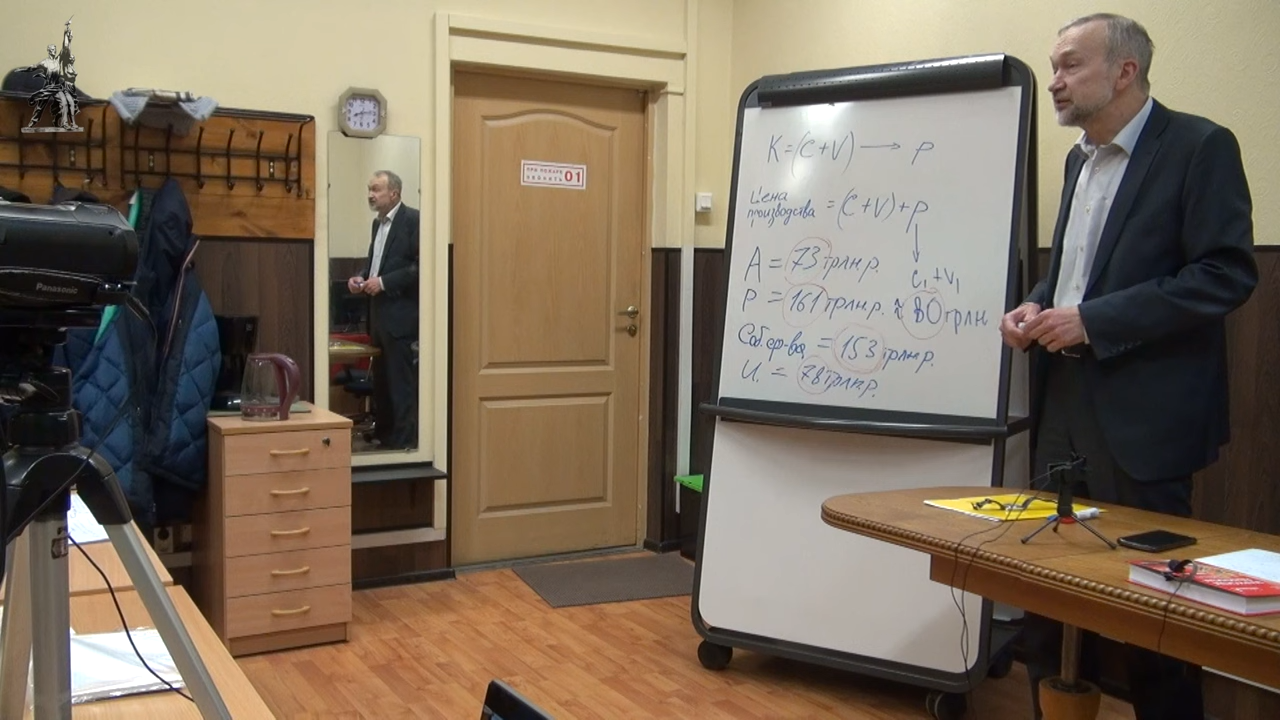 K = (C+V) → p
Цена
производства = (C+V)+p
↓
A = 73 трлн.р. C₁ + V₁
P = 161 трлн.р. ≈ 80 трлн
Соб. ср-ва = 153 трлн.р.
И. = 78 трлн.р.
ПРИ ПОЖАРЕ
ЗВОНИТЬ 01
Panasonic